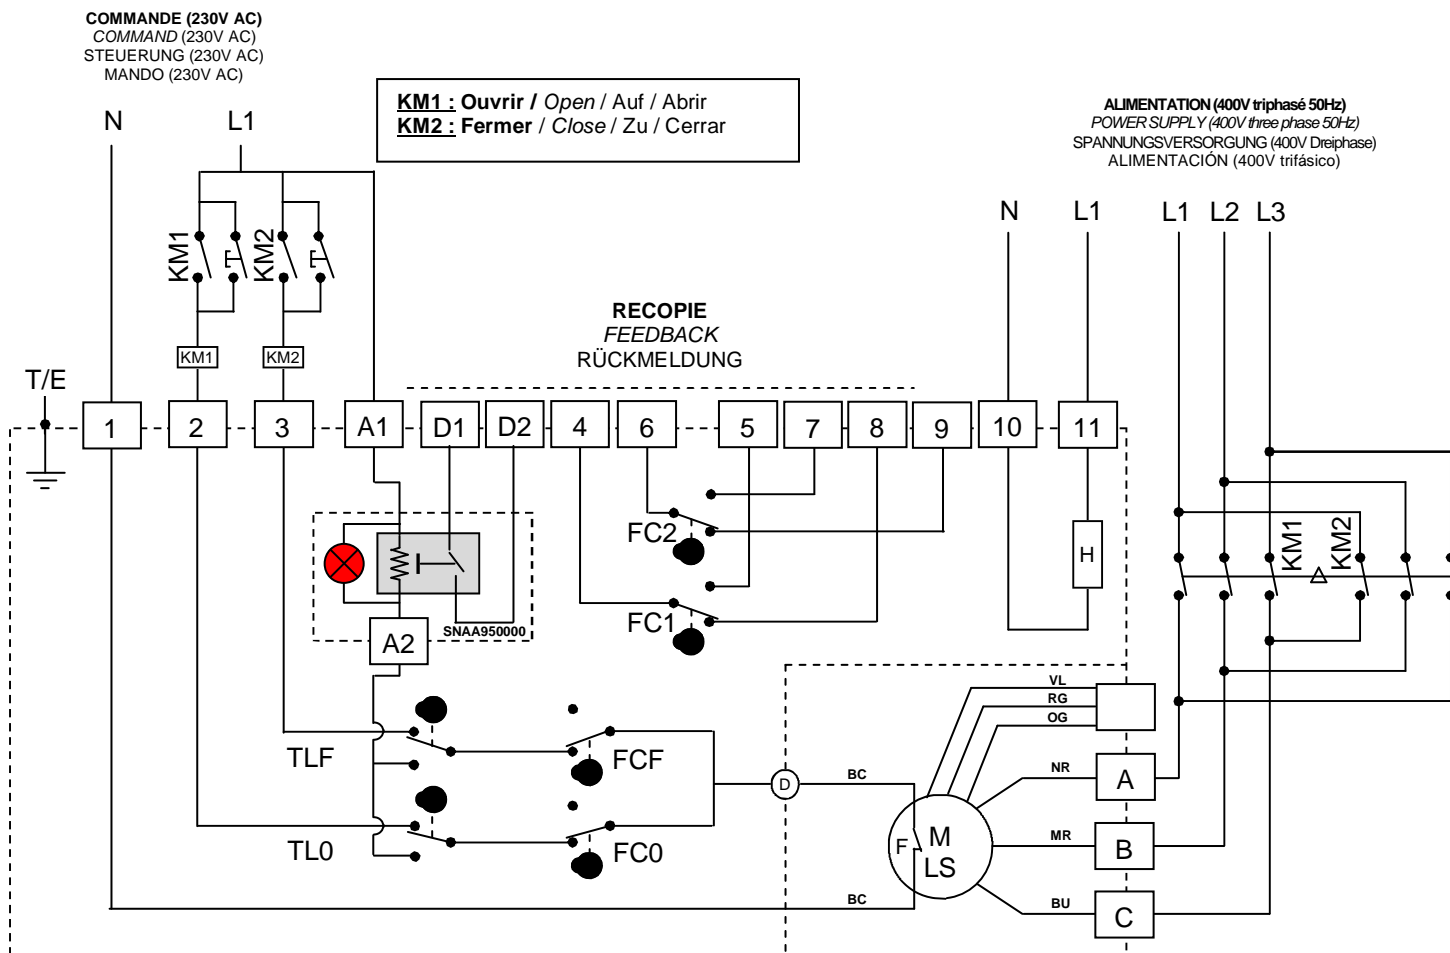 COMMANDE (230V AC)
COMMAND (230V AC)
STEUERUNG (230V AC)
MANDO (230V AC)
KM1 : Ouvrir / Open / Auf / Abrir
KM2 : Fermer / Close / Zu / Cerrar
ALIMENTATION (400V triphasé 50Hz)
POWER SUPPLY (400V three phase 50Hz)
SPANNUNGSVERSORGUNG (400V Dreiphase)
ALIMENTACIÓN (400V trifásico)
N L1
N L1 L1 L2 L3
KM1 KM2
RECOPIE
FEEDBACK
RÜCKMELDUNG
KM1 KM2
T/E
1 2 3 A1 D1 D2 4 6 5 7 8 9 10 11
FC2
KM1 KM2
H
FC1
SNAA950000
A2
VL
RG
OG
TLF FCF
D
BC
NR A
TL0 FC0
F M
LS
MR B
BC
BU C